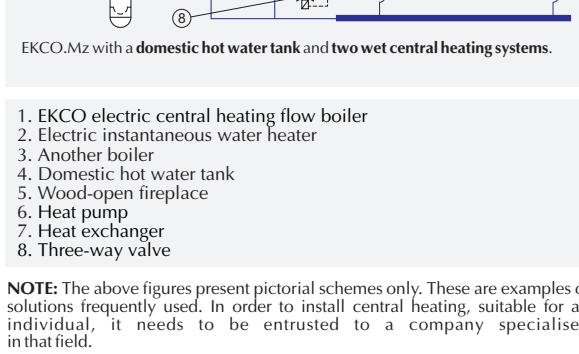 8
EKCO.Mz with a domestic hot water tank and two wet central heating systems.
1. EKCO electric central heating flow boiler
2. Electric instantaneous water heater
3. Another boiler
4. Domestic hot water tank
5. Wood-open fireplace
6. Heat pump
7. Heat exchanger
8. Three-way valve
NOTE: The above figures present pictorial schemes only. These are examples
solutions frequently used. In order to install central heating, suitable for
individual, it needs to be entrusted to a company
in that field.